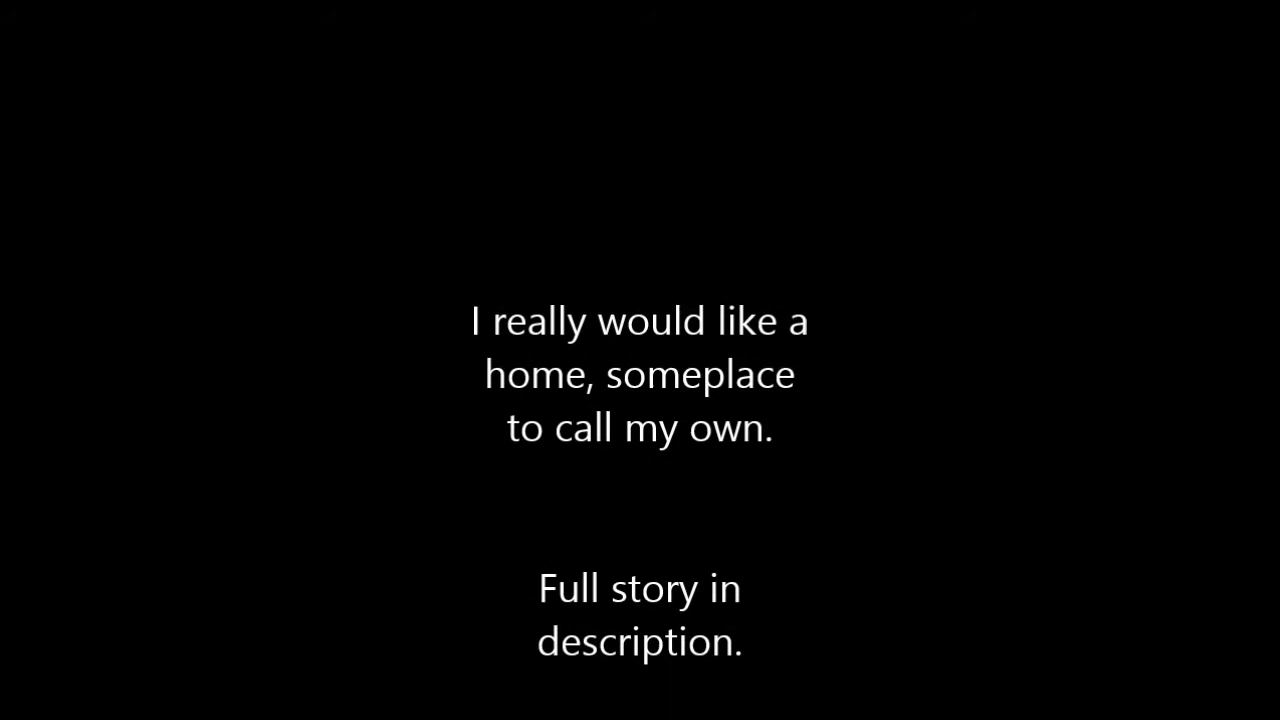 I really would like a
home, someplace
to call my own.
Full story in
description.